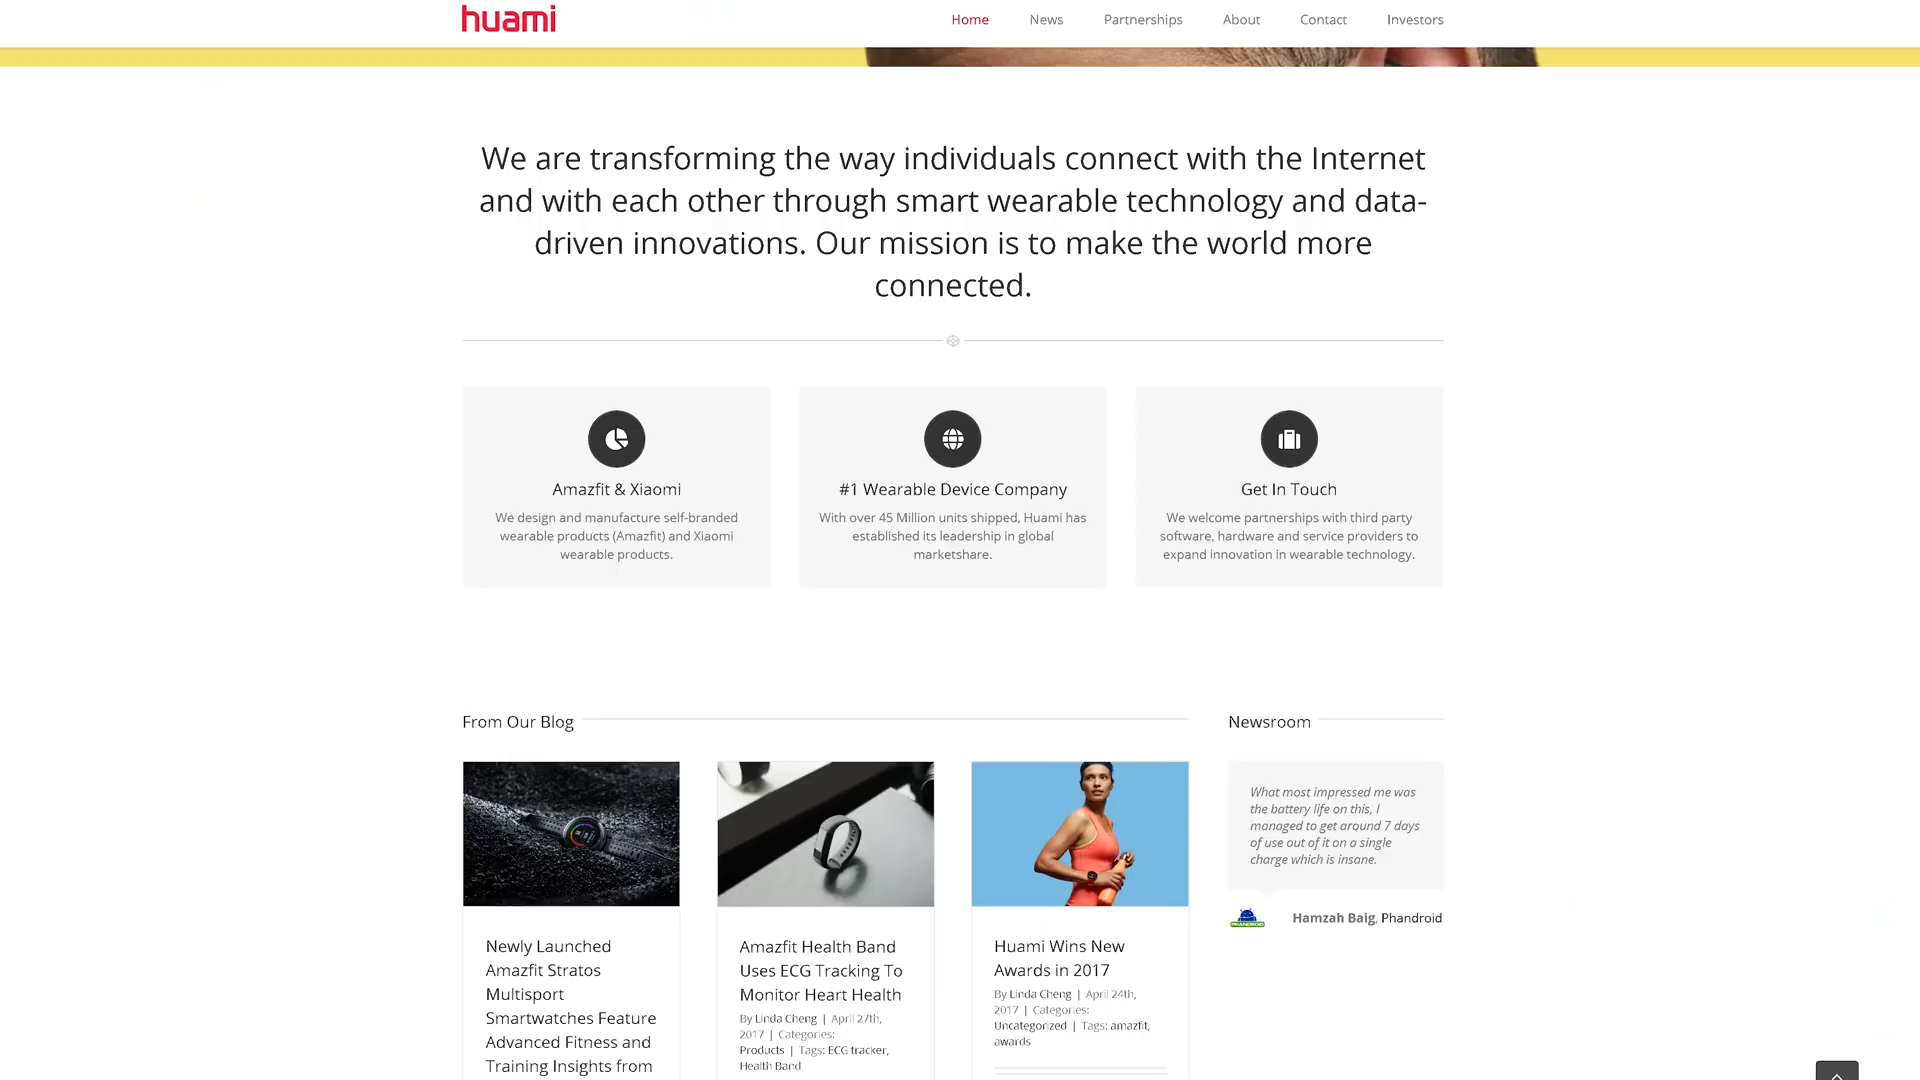 huami
Home
News
Partnerships
About
Contact
Investors
We are transforming the way individuals connect with the Internet
and with each other through smart wearable technology and data-
driven innovations. Our mission is to make the world more
connected.
Amazfit & Xiaomi
We design and manufacture self-branded
wearable products (Amazfit) and Xiaomi
wearable products.
#1 Wearable Device Company
With over 45 Million units shipped, Huami has
established its leadership in global
marketshare.
Get In Touch
We welcome partnerships with third party
software, hardware and service providers to
expand innovation in wearable technology.
From Our Blog
Newly Launched
Amazfit Stratos
Multisport
Smartwatches Feature
Advanced Fitness and
Training Insights from
Amazfit Health Band
Uses ECG Tracking To
Monitor Heart Health
By Linda Cheng | April 27th,
2017 | Categories:
Products | Tags: ECG tracker,
Health Band
Huami Wins New
Awards in 2017
By Linda Cheng | April 24th,
2017 | Categories:
Uncategorized | Tags: amazfit,
awards
Newsroom
What most impressed me was
the battery life on this, I
managed to get around 7 days
of use out of it on a single
charge which is insane.
PHANDROID
Hamzah Baig, Phandroid